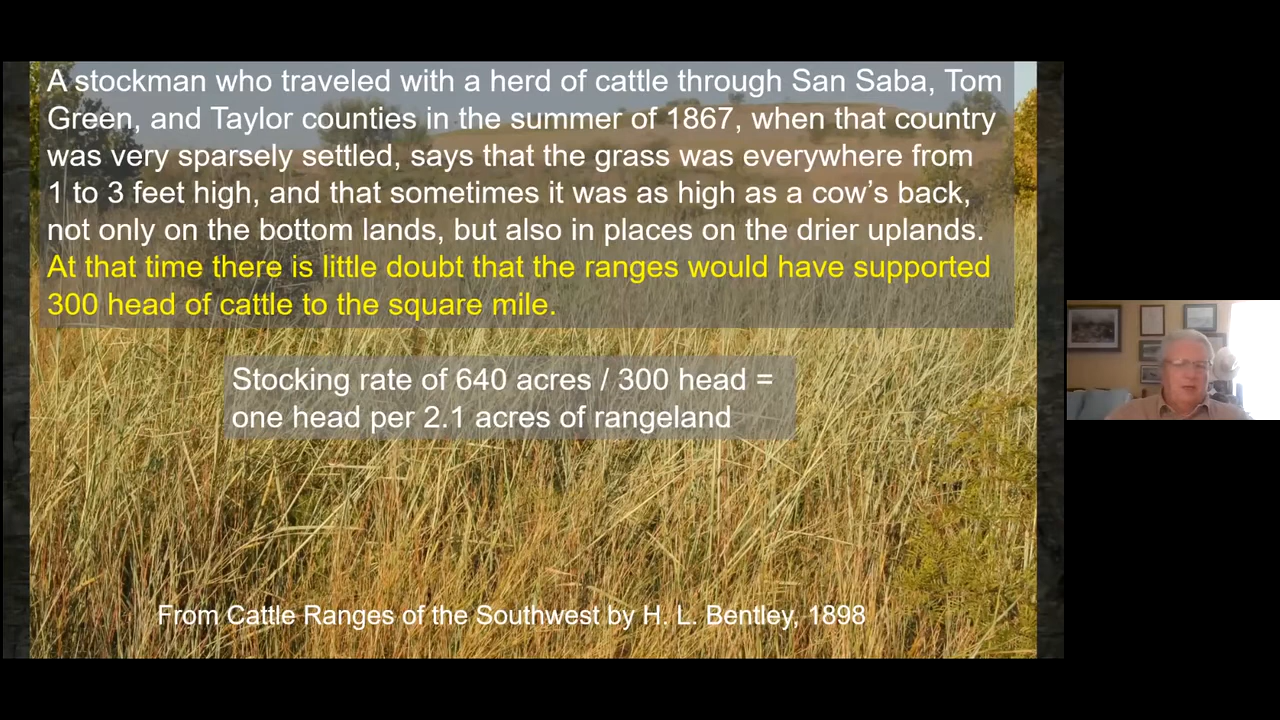 A stockman who traveled with a herd of cattle through San Saba, Tom
Green, and Taylor counties in the summer of 1867, when that country
was very sparsely settled, says that the grass was everywhere from
1 to 3 feet high, and that sometimes it was as high as a cow’s back,
not only on the bottom lands, but also in places on the drier uplands.
At that time there is little doubt that the ranges would have supported
300 head of cattle to the square mile.
Stocking rate of 640 acres / 300 head =
one head per 2.1 acres of rangeland
From Cattle Ranges of the Southwest by H. L. Bentley, 1898